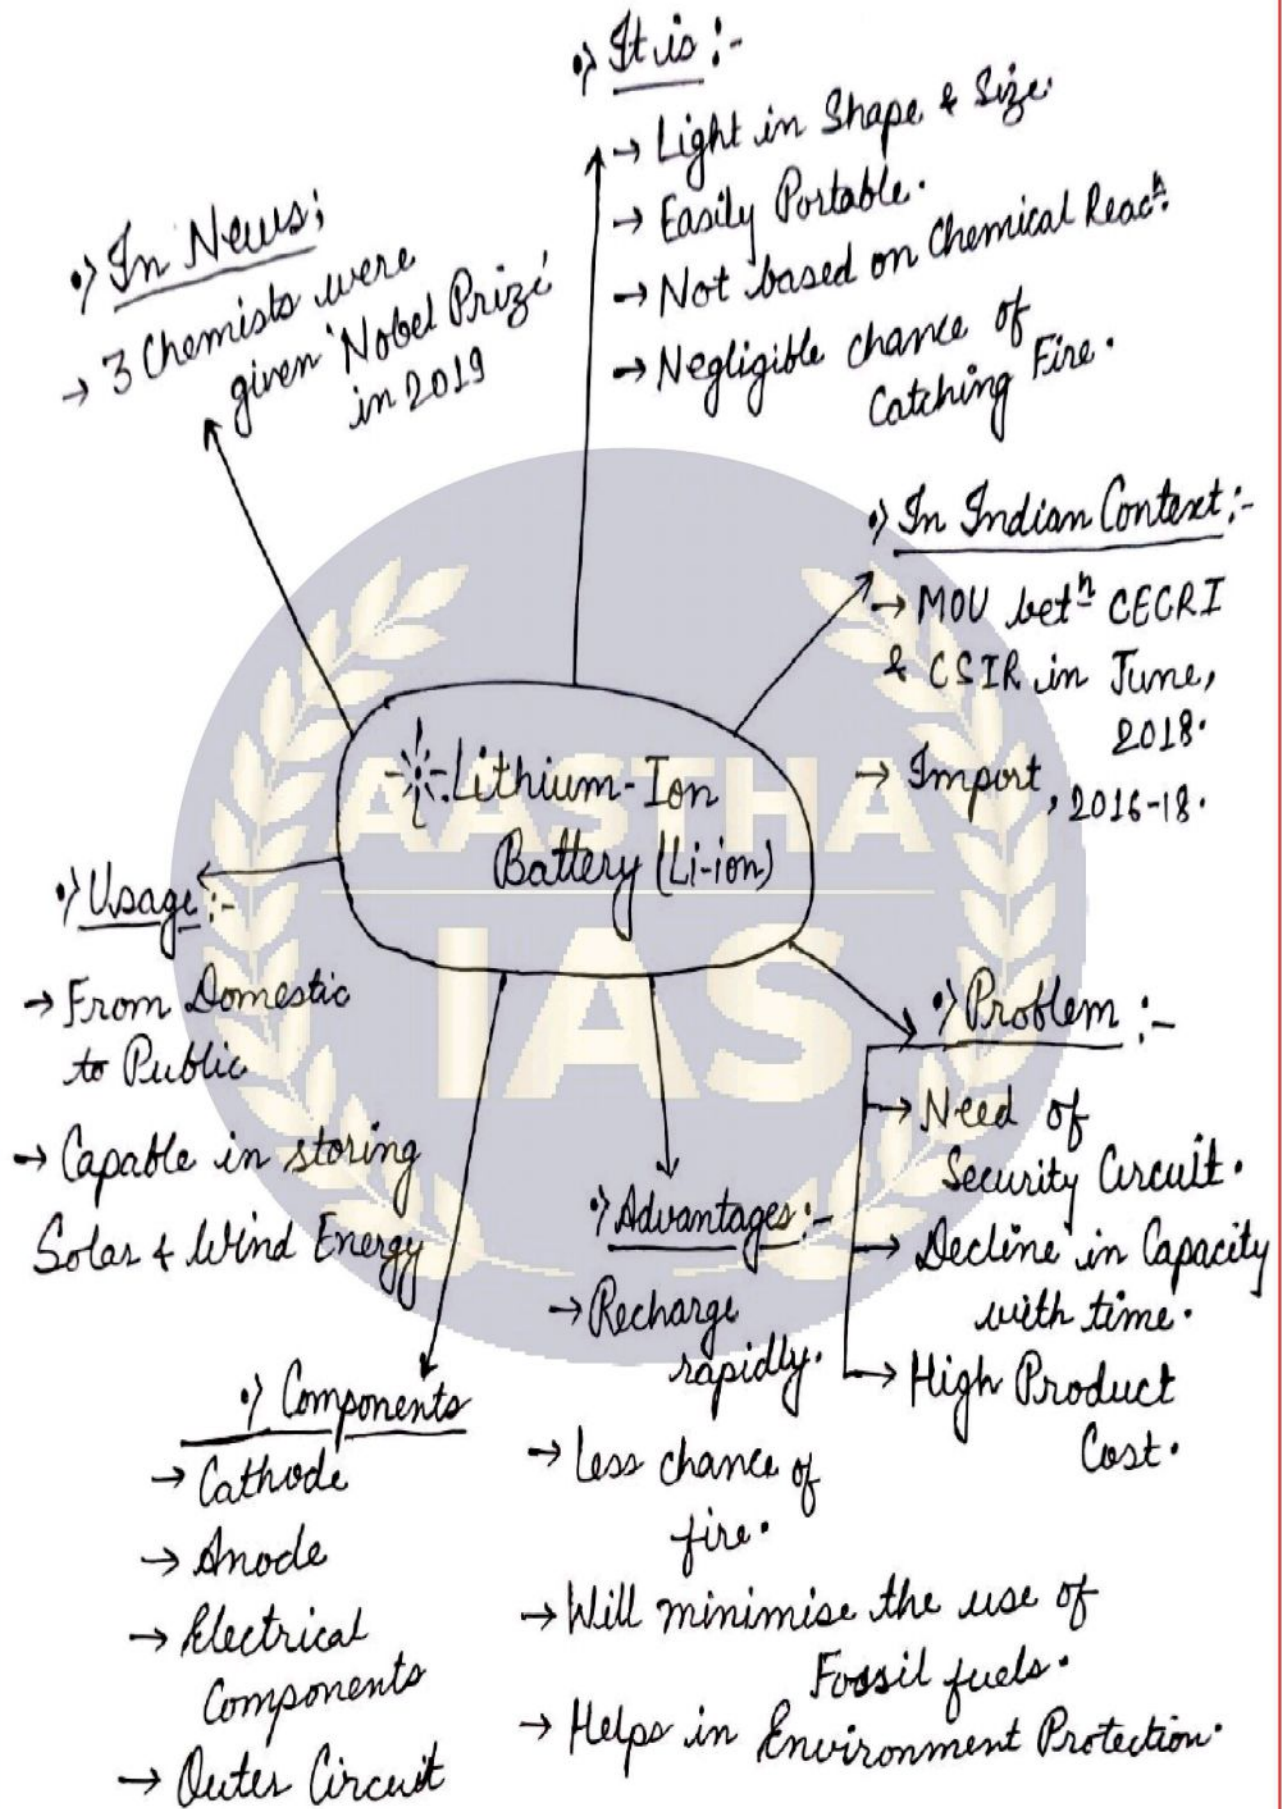 •) It is :-
→ Light in Shape & Size.
→ Easily Portable.
→ Not based on Chemical Reacⁿ.
→ Negligible chance of
Catching Fire.
•) In News;
→ 3 Chemists were
given 'Nobel Prize'
in 2019
•) In Indian Context :-
→ MOU betⁿ CECRI
& CSIR in June,
2018.
→ Import, 2016-18.
Lithium-Ion
Battery (Li-ion)
AASTHA
IAS
•) Usage :-
→ From Domestic
to Public
→ Capable in storing
Solar & Wind Energy
•) Problem :-
→ Need of
Security Circuit.
→ Decline in Capacity
with time.
→ High Product
Cost.
•) Advantages :-
→ Recharge
rapidly.
→ Less chance of
fire.
→ Will minimise the use of
Fossil fuels.
→ Helps in Environment Protection.
•) Components
→ Cathode
→ Anode
→ Electrical
Components
→ Outer Circuit